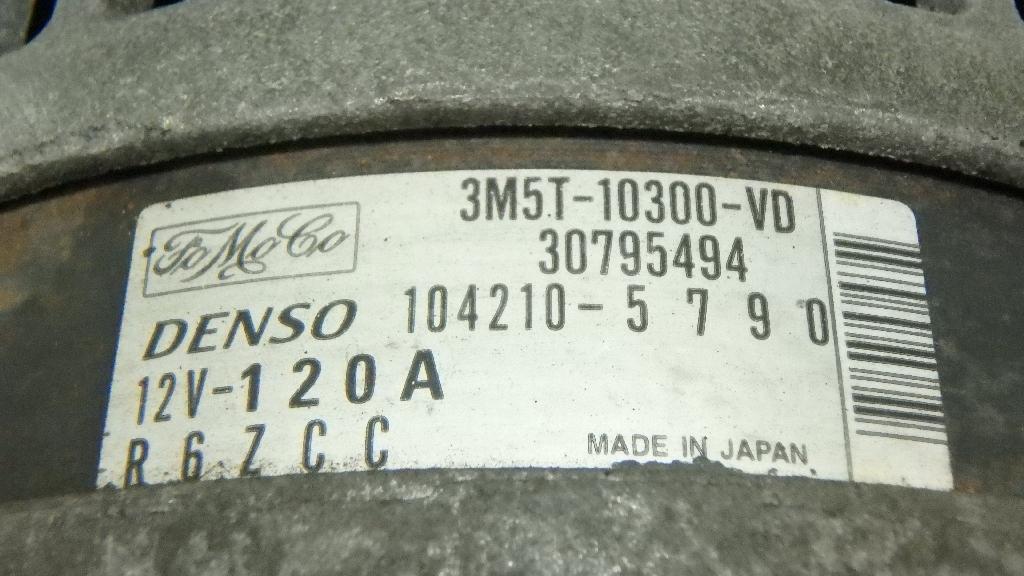 3M5T-10300-VD
FoMoCo
30795494
DENSO 104210-5790
12V-120A
R6ZCC
MADE IN JAPAN